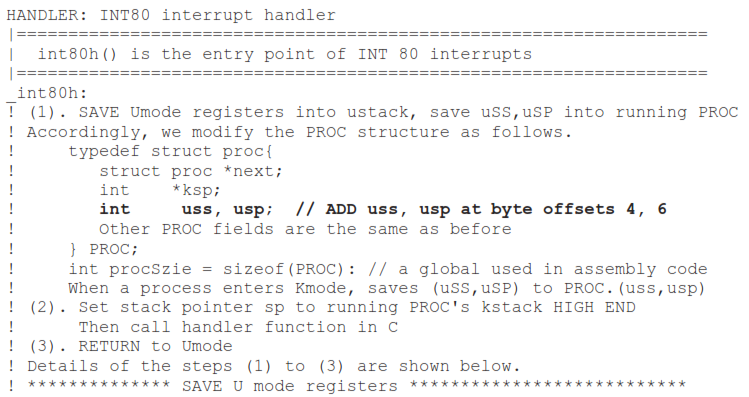 HANDLER: INT80 interrupt handler
|===================================================================
|  int80h() is the entry point of INT 80 interrupts
|===================================================================
_int80h:
! (1). SAVE Umode registers into ustack, save uSS,uSP into running PROC
! Accordingly, we modify the PROC structure as follows.
!     typedef struct proc{
!        struct proc *next;
!        int    *ksp;
!        int     uss, usp;  // ADD uss, usp at byte offsets 4, 6
!        Other PROC fields are the same as before
!     } PROC;
!     int procSzie = sizeof(PROC): // a global used in assembly code
!     When a process enters Kmode, saves (uSS,uSP) to PROC.(uss,usp)
! (2). Set stack pointer sp to running PROC's kstack HIGH END
!      Then call handler function in C
! (3). RETURN to Umode
! Details of the steps (1) to (3) are shown below.
! ************** SAVE U mode registers ***************************